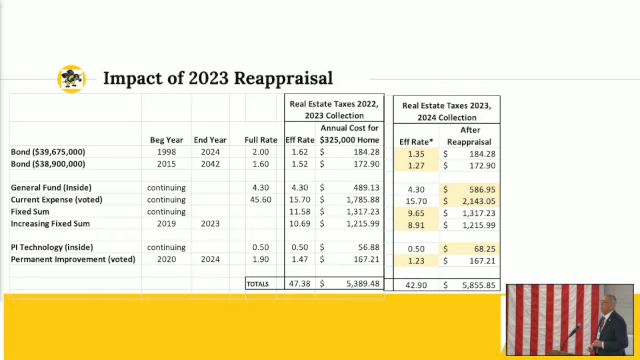 Impact of 2023 Reappraisal
Real Estate Taxes 2022, 2023 Collection
Real Estate Taxes 2023, 2024 Collection
Beg Year End Year Full Rate Eff Rate Annual Cost for $325,000 Home Eff Rate* After Reappraisal
Bond ($39,675,000) 1998 2024 2.00 1.62 $ 184.28 1.35 $ 184.28
Bond ($38,900,000) 2015 2042 1.60 1.52 $ 172.90 1.27 $ 172.90
General Fund (Inside) continuing 4.30 4.30 $ 489.13 4.30 $ 586.95
Current Expense (voted) continuing 45.60 15.70 $ 1,785.88 15.70 $ 2,143.05
Fixed Sum continuing 11.58 $ 1,317.23 9.65 $ 1,317.23
Increasing Fixed Sum 2019 2023 10.69 $ 1,215.99 8.91 $ 1,215.99
PI Technology (inside) continuing 0.50 0.50 $ 56.88 0.50 $ 68.25
Permanent Improvement (voted) 2020 2024 1.90 1.47 $ 167.21 1.23 $ 167.21
TOTALS 47.38 $ 5,389.48 42.90 $ 5,855.85